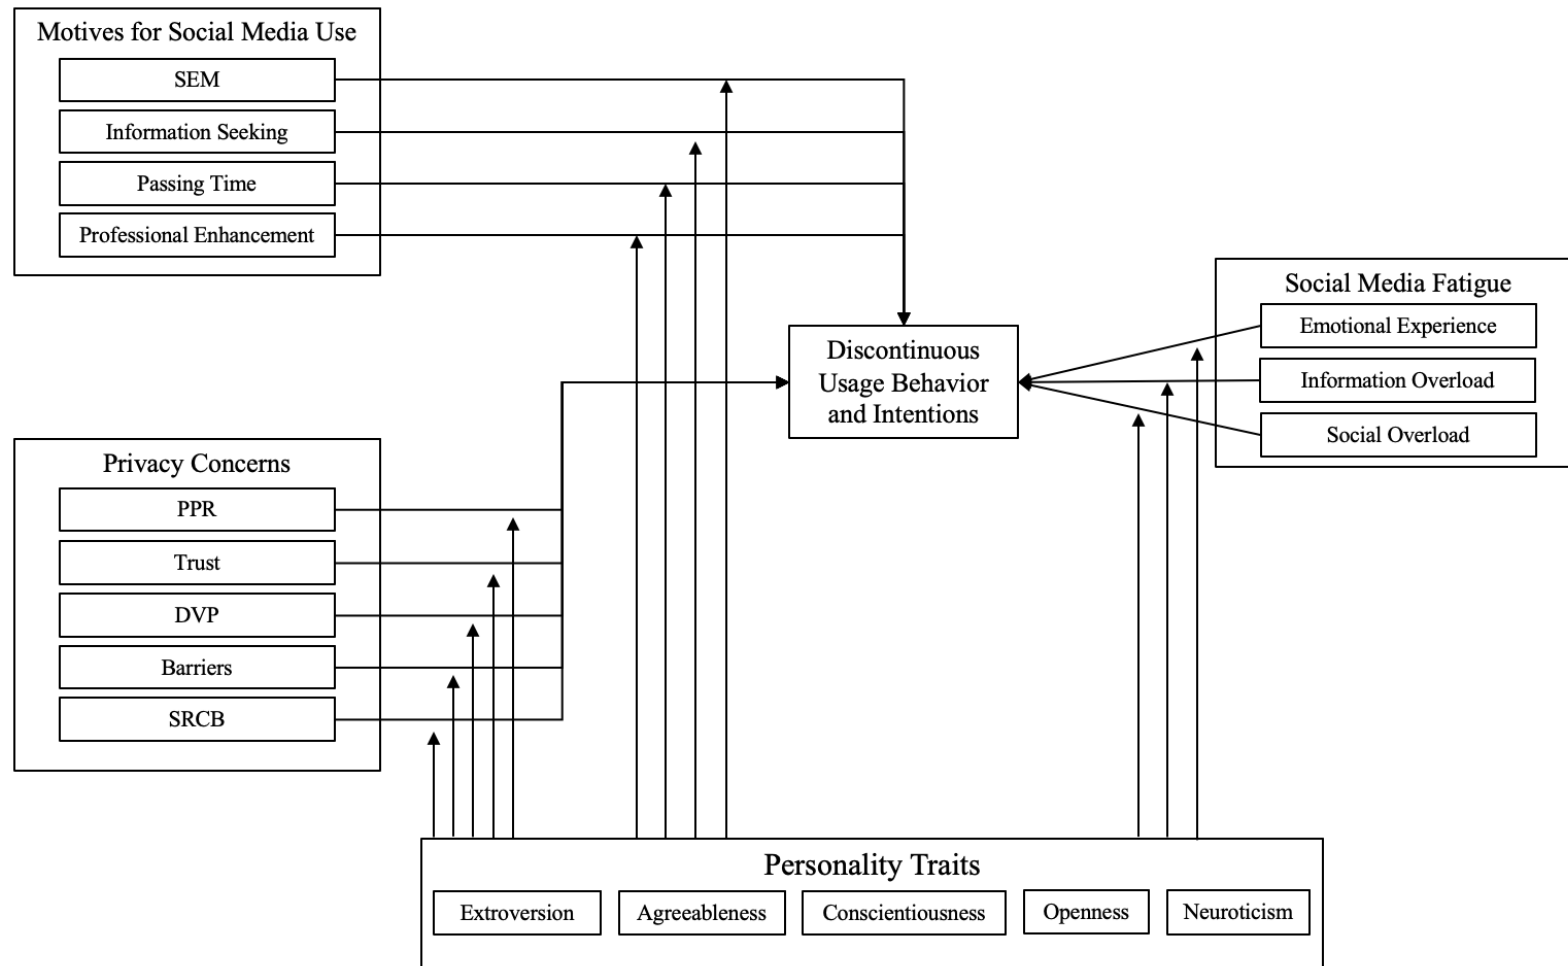 Motives for Social Media Use
SEM
Information Seeking
Passing Time
Professional Enhancement
Discontinuous
Usage Behavior
and Intentions
Social Media Fatigue
Emotional Experience
Information Overload
Social Overload
Privacy Concerns
PPR
Trust
DVP
Barriers
SRCB
Personality Traits
Extroversion
Agreeableness
Conscientiousness
Openness
Neuroticism